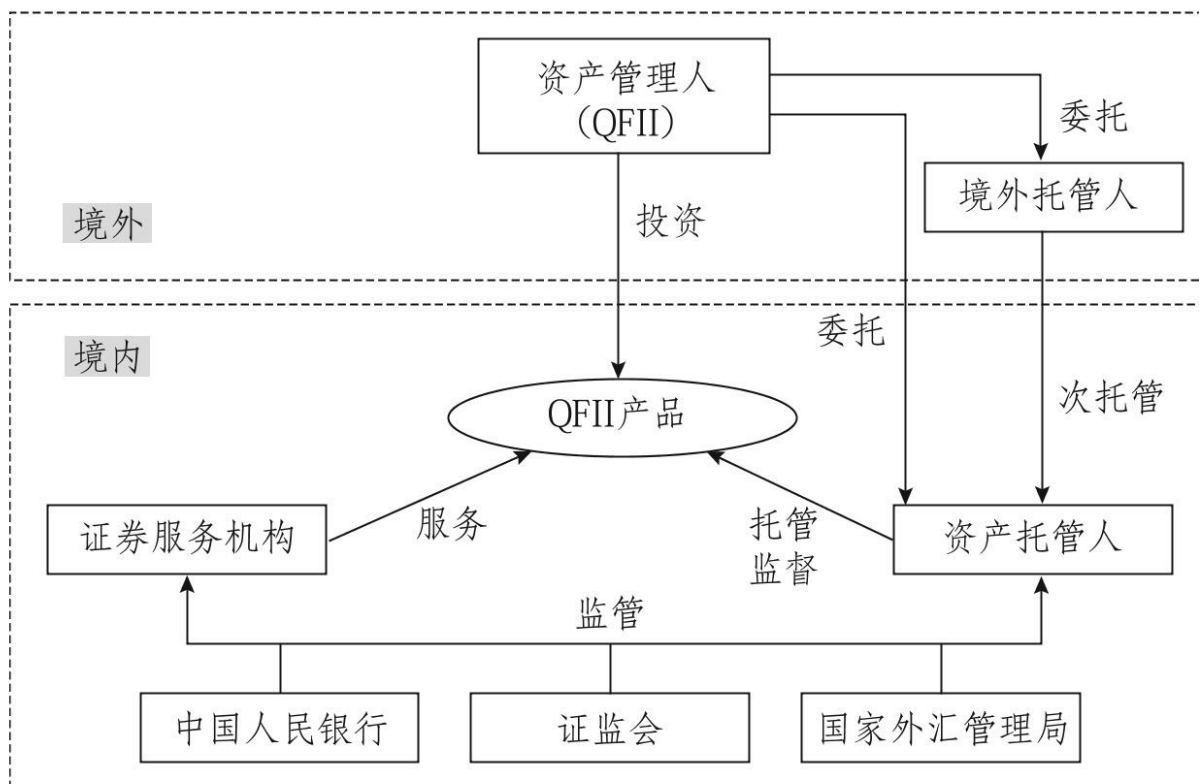 资产管理人
（QFII）
委托
境外托管人
境外
投资
境内
委托
QFII产品
次托管
证券服务机构
服务
托管
监督
资产托管人
监管
中国人民银行
证监会
国家外汇管理局